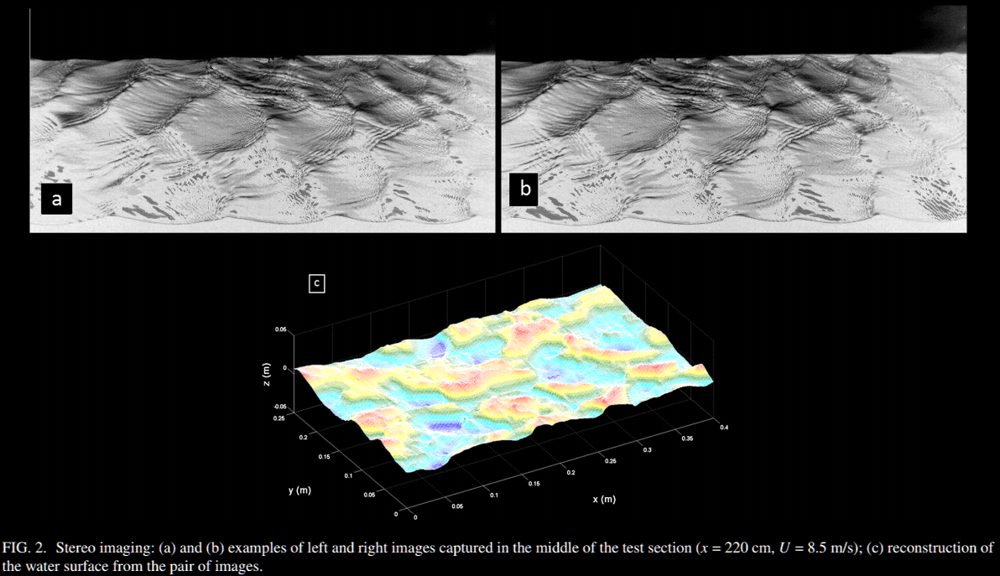 a
b
c
0.05
0
-0.05
z (m)
0.25
0.2
0.15
0.1
0.05
0
y (m)
0
0.05
0.1
0.15
0.2
0.25
0.3
0.35
0.4
x (m)
FIG. 2. Stereo imaging: (a) and (b) examples of left and right images captured in the middle of the test section (x = 220 cm, U = 8.5 m/s); (c) reconstruction of
the water surface from the pair of images.